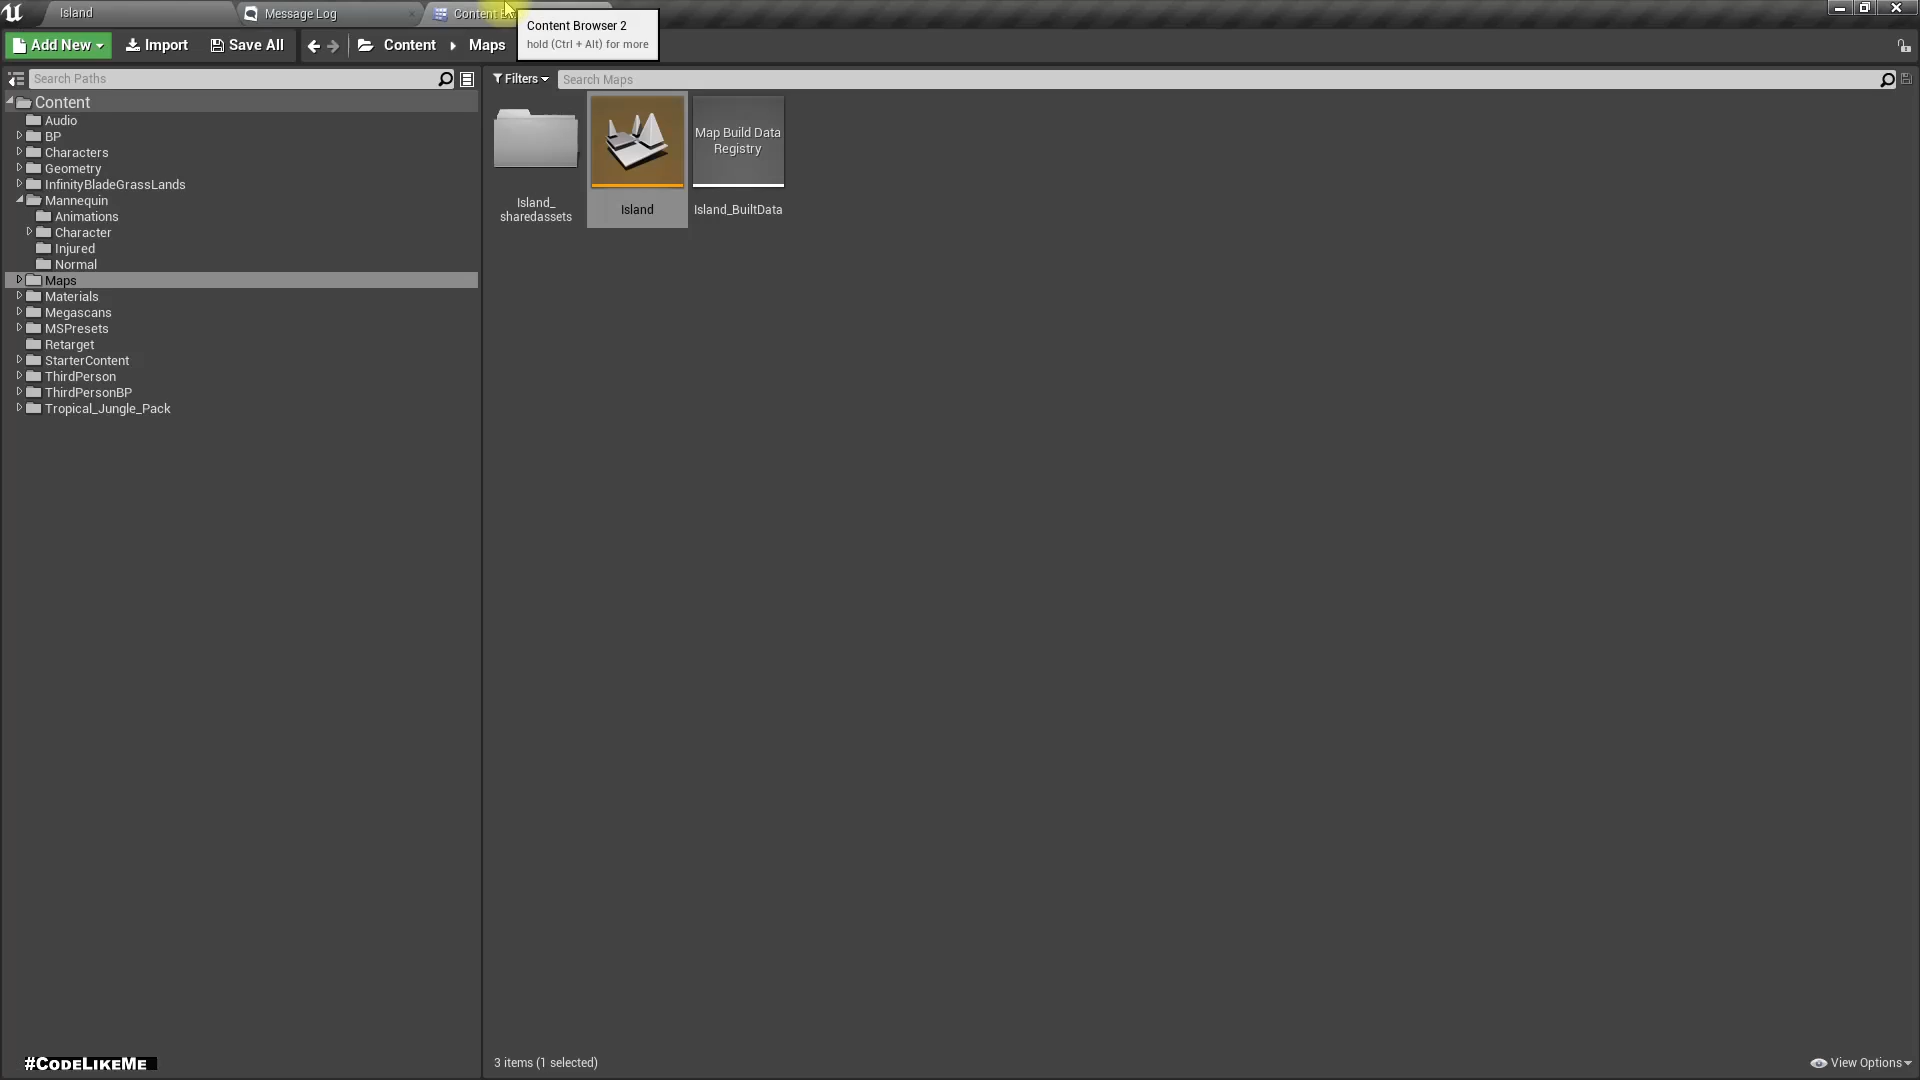 Island
Message Log
Content B
Content Browser 2
hold (Ctrl + Alt) for more
Add New
Import
Save All
Content
Maps
Search Paths
Filters
Search Maps
Content
Audio
BP
Characters
Geometry
InfinityBladeGrassLands
Mannequin
Animations
Character
Injured
Normal
Maps
Materials
Megascans
MSPresets
Retarget
StarterContent
ThirdPerson
ThirdPersonBP
Tropical_Jungle_Pack
Island_
sharedassets
Island
Map Build Data
Registry
Island_BuiltData
3 items (1 selected)
View Options
#CodeLikeMe